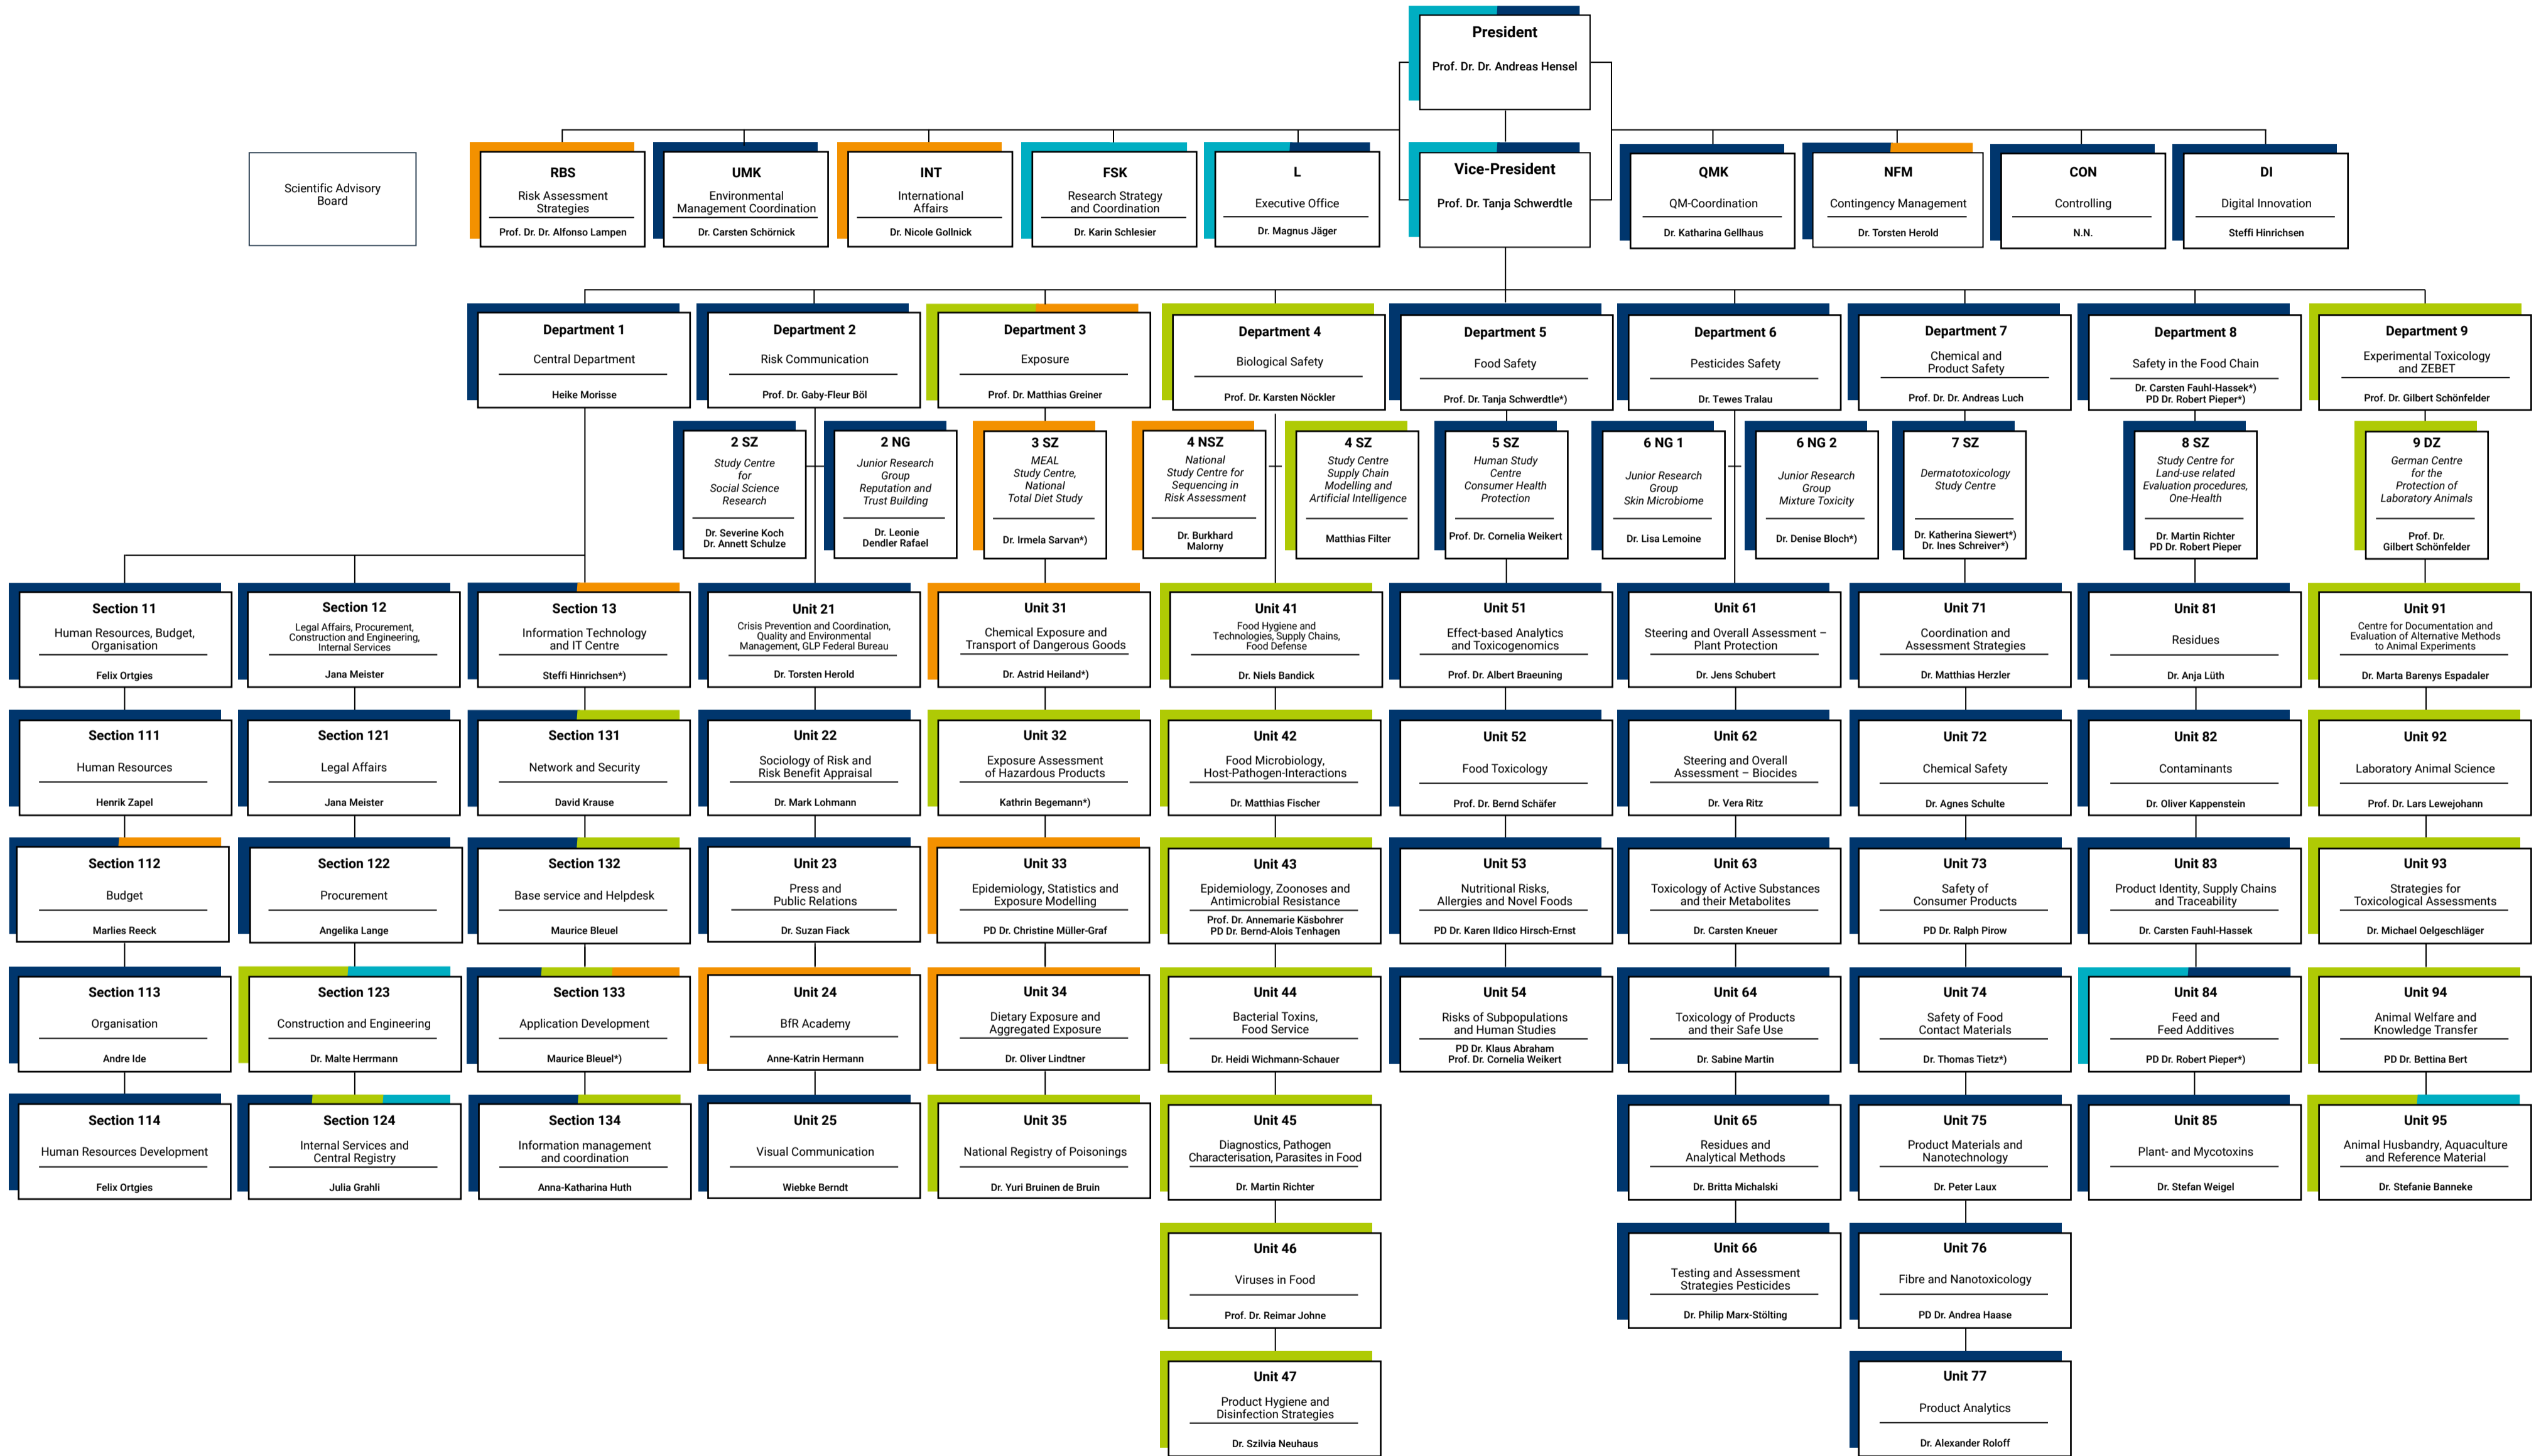 President
Prof. Dr. Dr. Andreas Hensel
Scientific Advisory
Board
RBS
Risk Assessment
Strategies
Prof. Dr. Dr. Alfonso Lampen
UMK
Environmental
Management Coordination
Dr. Carsten Schörnick
INT
International
Affairs
Dr. Nicole Gollnick
FSK
Research Strategy
and Coordination
Dr. Karin Schlesier
L
Executive Office
Dr. Magnus Jäger
Vice-President
Prof. Dr. Tanja Schwerdtle
QMK
QM-Coordination
Dr. Katharina Gellhaus
NFM
Contingency Management
Dr. Torsten Herold
CON
Controlling
N.N.
DI
Digital Innovation
Steffi Hinrichsen
Department 1
Central Department
Heike Morisse
Department 2
Risk Communication
Prof. Dr. Gaby-Fleur Böl
Department 3
Exposure
Prof. Dr. Matthias Greiner
Department 4
Biological Safety
Prof. Dr. Karsten Nöckler
Department 5
Food Safety
Prof. Dr. Tanja Schwerdtle*)
Department 6
Pesticides Safety
Dr. Tewes Tralau
Department 7
Chemical and
Product Safety
Prof. Dr. Dr. Andreas Luch
Department 8
Safety in the Food Chain
Dr. Carsten Fauhl-Hassek*)
PD Dr. Robert Pieper*)
Department 9
Experimental Toxicology
and ZEBET
Prof. Dr. Gilbert Schönfelder
2 SZ
Study Centre
for
Social Science
Research
Dr. Severine Koch
Dr. Annett Schulze
2 NG
Junior Research
Group
Reputation and
Trust Building
Dr. Leonie
Dendler Rafael
3 SZ
MEAL
Study Centre,
National
Total Diet Study
Dr. Irmela Sarvan*)
4 NSZ
National
Study Centre for
Sequencing in
Risk Assessment
Dr. Burkhard
Malorny
4 SZ
Study Centre
Supply Chain
Modelling and
Artificial Intelligence
Matthias Filter
5 SZ
Human Study
Centre
Consumer Health
Protection
Prof. Dr. Cornelia Weikert
6 NG 1
Junior Research
Group
Skin Microbiome
Dr. Lisa Lemoine
6 NG 2
Junior Research
Group
Mixture Toxicity
Dr. Denise Bloch*)
7 SZ
Dermatotoxicology
Study Centre
Dr. Katherina Siewert*)
Dr. Ines Schreiver*)
8 SZ
Study Centre for
Land-use related
Evaluation procedures,
One-Health
Dr. Martin Richter
PD Dr. Robert Pieper
9 DZ
German Centre
for the
Protection of
Laboratory Animals
Prof. Dr.
Gilbert Schönfelder
Section 11
Human Resources, Budget,
Organisation
Felix Ortgies
Section 12
Legal Affairs, Procurement,
Construction and Engineering,
Internal Services
Jana Meister
Section 13
Information Technology
and IT Centre
Steffi Hinrichsen*)
Unit 21
Crisis Prevention and Coordination,
Quality and Environmental
Management, GLP Federal Bureau
Dr. Torsten Herold
Unit 31
Chemical Exposure and
Transport of Dangerous Goods
Dr. Astrid Heiland*)
Unit 41
Food Hygiene and
Technologies, Supply Chains,
Food Defense
Dr. Niels Bandick
Unit 51
Effect-based Analytics
and Toxicogenomics
Prof. Dr. Albert Braeuning
Unit 61
Steering and Overall Assessment –
Plant Protection
Dr. Jens Schubert
Unit 71
Coordination and
Assessment Strategies
Dr. Matthias Herzler
Unit 81
Residues
Dr. Anja Lüth
Unit 91
Centre for Documentation and
Evaluation of Alternative Methods
to Animal Experiments
Dr. Marta Barenys Espadaler
Section 111
Human Resources
Henrik Zapel
Section 121
Legal Affairs
Jana Meister
Section 131
Network and Security
David Krause
Unit 22
Sociology of Risk and
Risk Benefit Appraisal
Dr. Mark Lohmann
Unit 32
Exposure Assessment
of Hazardous Products
Kathrin Begemann*)
Unit 42
Food Microbiology,
Host-Pathogen-Interactions
Dr. Matthias Fischer
Unit 52
Food Toxicology
Prof. Dr. Bernd Schäfer
Unit 62
Steering and Overall
Assessment – Biocides
Dr. Vera Ritz
Unit 72
Chemical Safety
Dr. Agnes Schulte
Unit 82
Contaminants
Dr. Oliver Kappenstein
Unit 92
Laboratory Animal Science
Prof. Dr. Lars Lewejohann
Section 112
Budget
Marlies Reeck
Section 122
Procurement
Angelika Lange
Section 132
Base service and Helpdesk
Maurice Bleuel
Unit 23
Press and
Public Relations
Dr. Suzan Fiack
Unit 33
Epidemiology, Statistics and
Exposure Modelling
PD Dr. Christine Müller-Graf
Unit 43
Epidemiology, Zoonoses and
Antimicrobial Resistance
Prof. Dr. Annemarie Käsbohrer
PD Dr. Bernd-Alois Tenhagen
Unit 53
Nutritional Risks,
Allergies and Novel Foods
PD Dr. Karen Ildico Hirsch-Ernst
Unit 63
Toxicology of Active Substances
and their Metabolites
Dr. Carsten Kneuer
Unit 73
Safety of
Consumer Products
PD Dr. Ralph Pirow
Unit 83
Product Identity, Supply Chains
and Traceability
Dr. Carsten Fauhl-Hassek
Unit 93
Strategies for
Toxicological Assessments
Dr. Michael Oelgeschläger
Section 113
Organisation
Andre Ide
Section 123
Construction and Engineering
Dr. Malte Herrmann
Section 133
Application Development
Maurice Bleuel*)
Unit 24
BfR Academy
Anne-Katrin Hermann
Unit 34
Dietary Exposure and
Aggregated Exposure
Dr. Oliver Lindtner
Unit 44
Bacterial Toxins,
Food Service
Dr. Heidi Wichmann-Schauer
Unit 54
Risks of Subpopulations
and Human Studies
PD Dr. Klaus Abraham
Prof. Dr. Cornelia Weikert
Unit 64
Toxicology of Products
and their Safe Use
Dr. Sabine Martin
Unit 74
Safety of Food
Contact Materials
Dr. Thomas Tietz*)
Unit 84
Feed and
Feed Additives
PD Dr. Robert Pieper*)
Unit 94
Animal Welfare and
Knowledge Transfer
PD Dr. Bettina Bert
Section 114
Human Resources Development
Felix Ortgies
Section 124
Internal Services and
Central Registry
Julia Grahli
Section 134
Information management
and coordination
Anna-Katharina Huth
Unit 25
Visual Communication
Wiebke Berndt
Unit 35
National Registry of Poisonings
Dr. Yuri Bruinen de Bruin
Unit 45
Diagnostics, Pathogen
Characterisation, Parasites in Food
Dr. Martin Richter
Unit 65
Residues and
Analytical Methods
Dr. Britta Michalski
Unit 75
Product Materials and
Nanotechnology
Dr. Peter Laux
Unit 85
Plant- and Mycotoxins
Dr. Stefan Weigel
Unit 95
Animal Husbandry, Aquaculture
and Reference Material
Dr. Stefanie Banneke
Unit 46
Viruses in Food
Prof. Dr. Reimar Johne
Unit 66
Testing and Assessment
Strategies Pesticides
Dr. Philip Marx-Stölting
Unit 76
Fibre and Nanotoxicology
PD Dr. Andrea Haase
Unit 47
Product Hygiene and
Disinfection Strategies
Dr. Szilvia Neuhaus
Unit 77
Product Analytics
Dr. Alexander Roloff